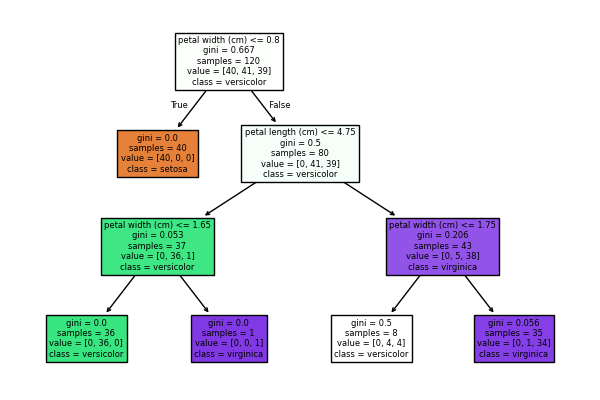 petal width (cm) <= 0.8
gini = 0.667
samples = 120
value = [40, 41, 39]
class = versicolor
True
False
gini = 0.0
samples = 40
value = [40, 0, 0]
class = setosa
petal length (cm) <= 4.75
gini = 0.5
samples = 80
value = [0, 41, 39]
class = versicolor
petal width (cm) <= 1.65
gini = 0.053
samples = 37
value = [0, 36, 1]
class = versicolor
petal width (cm) <= 1.75
gini = 0.206
samples = 43
value = [0, 5, 38]
class = virginica
gini = 0.0
samples = 36
value = [0, 36, 0]
class = versicolor
gini = 0.0
samples = 1
value = [0, 0, 1]
class = virginica
gini = 0.5
samples = 8
value = [0, 4, 4]
class = versicolor
gini = 0.056
samples = 35
value = [0, 1, 34]
class = virginica